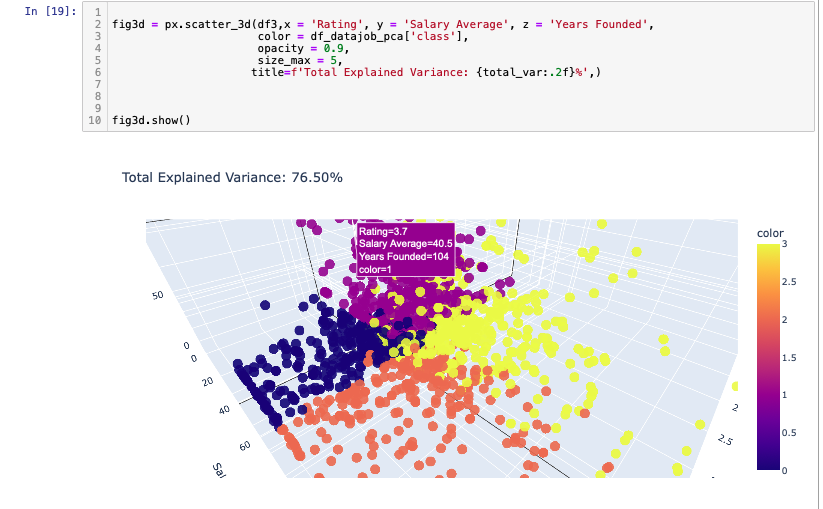 In [19]:
1
2 fig3d = px.scatter_3d(df3,x = 'Rating', y = 'Salary Average', z = 'Years Founded',
3 color = df_datajob_pca['class'],
4 opacity = 0.9,
5 size_max = 5,
6 title=f'Total Explained Variance: {total_var:.2f}%',)
7
8
9
10 fig3d.show()
Total Explained Variance: 76.50%
Rating=3.7
Salary Average=40.5
Years Founded=104
color=1
50
0
0
20
40
60
Sal
2
2.5
color
3
2.5
2
1.5
1
0.5
0